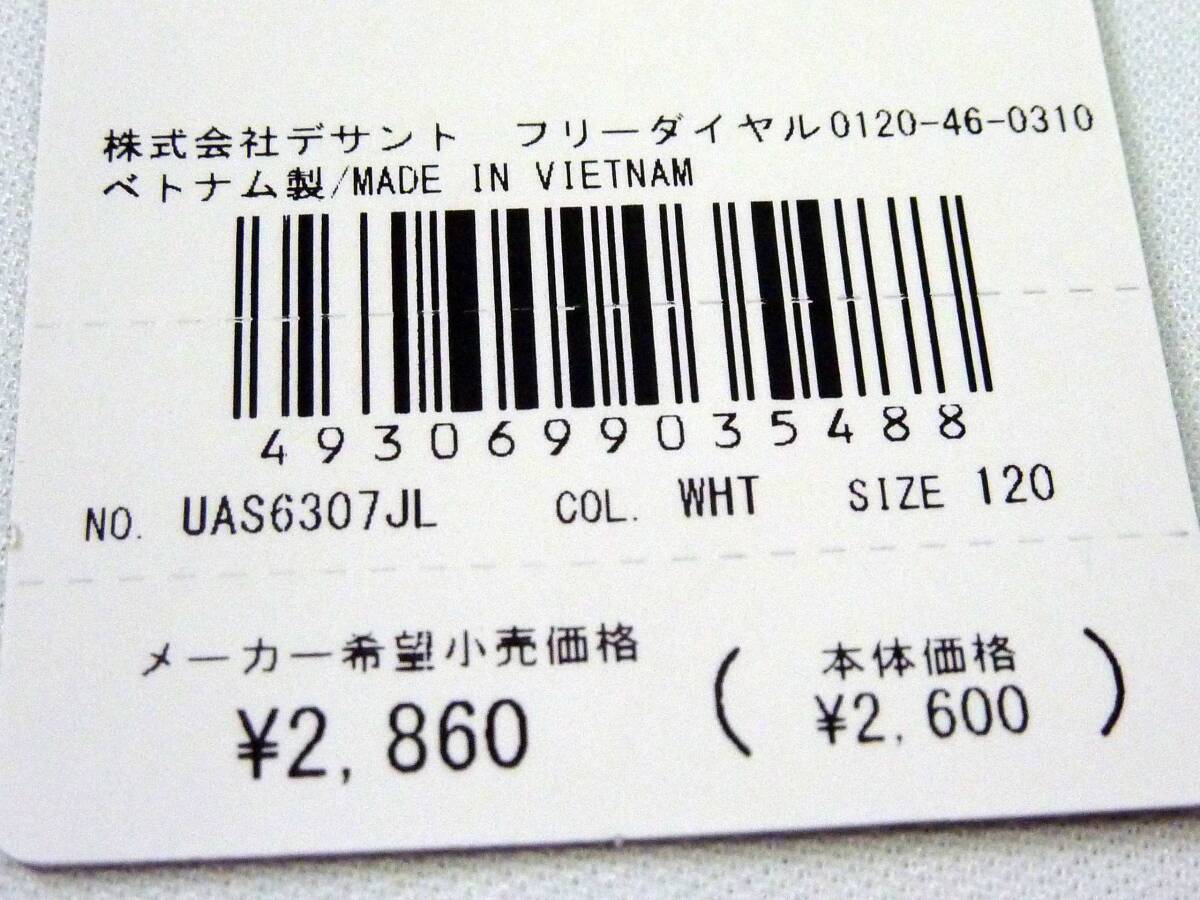 株式会社デサント　フリーダイヤル0120-46-0310
ベトナム製/MADE IN VIETNAM
4930699035488
NO. UAS6307JL COL. WHT SIZE 120
メーカー希望小売価格 (本体価格
¥2,860 ¥2,600)